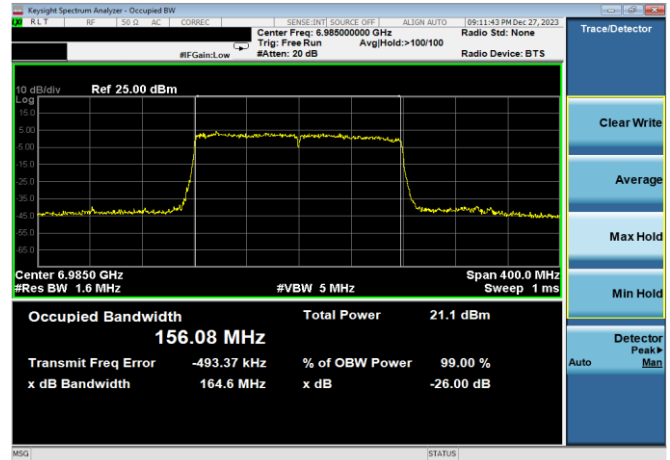 Keysight Spectrum Analyzer - Occupied BW
LXI RL T RF 50 Ω AC CORREC SENSE:INT SOURCE OFF ALIGN AUTO 09:11:43 PM Dec 27, 2023
Center Freq: 6.985000000 GHz Radio Std: None
Trig: Free Run Avg|Hold:>100/100
#IFGain:Low #Atten: 20 dB Radio Device: BTS
Trace/Detector
10 dB/div Ref 25.00 dBm
Log
15.0
5.00
-5.00
-15.0
-25.0
-35.0
-45.0
-55.0
-65.0
Center 6.9850 GHz Span 400.0 MHz
#Res BW 1.6 MHz #VBW 5 MHz Sweep 1 ms
Occupied Bandwidth Total Power 21.1 dBm
156.08 MHz
Transmit Freq Error -493.37 kHz % of OBW Power 99.00 %
x dB Bandwidth 164.6 MHz x dB -26.00 dB
Clear Write
Average
Max Hold
Min Hold
Detector
Peak▶
Auto Man
MSG STATUS